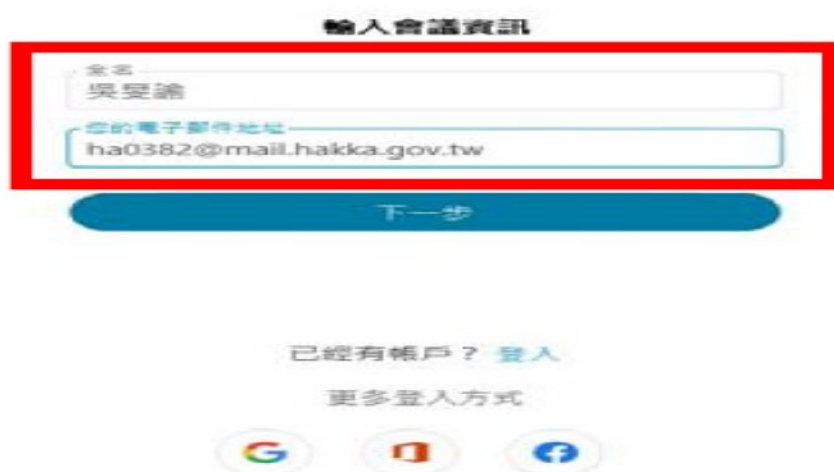 輸入會議資訊
全名
吳旻諭
您的電子郵件地址
ha0382@mail.hakka.gov.tw
下一步
已經有帳戶？ 登入
更多登入方式